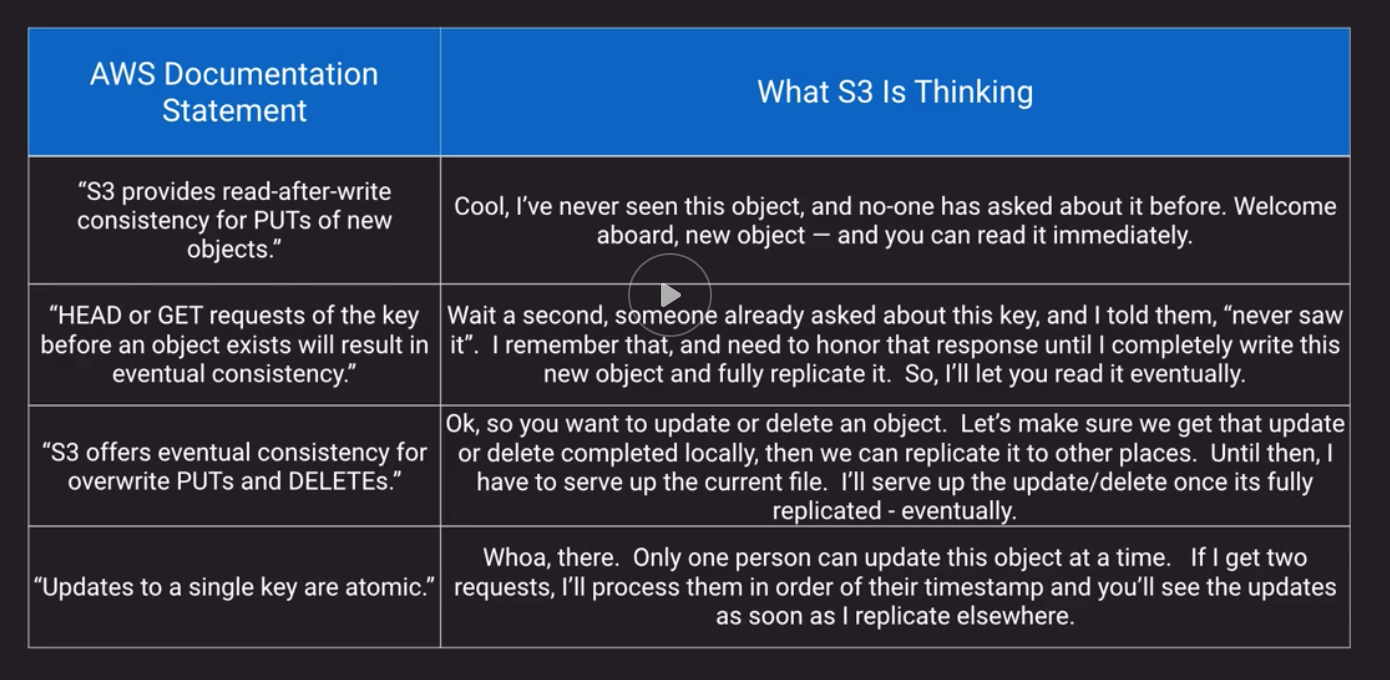 AWS Documentation
Statement
What S3 Is Thinking
“S3 provides read-after-write
consistency for PUTs of new
objects.”
Cool, I’ve never seen this object, and no-one has asked about it before. Welcome
aboard, new object — and you can read it immediately.
“HEAD or GET requests of the key
before an object exists will result in
eventual consistency.”
Wait a second, someone already asked about this key, and I told them, “never saw
it”.  I remember that, and need to honor that response until I completely write this
new object and fully replicate it.  So, I’ll let you read it eventually.
“S3 offers eventual consistency for
overwrite PUTs and DELETEs.”
Ok, so you want to update or delete an object.  Let’s make sure we get that update
or delete completed locally, then we can replicate it to other places.  Until then, I
have to serve up the current file.  I’ll serve up the update/delete once its fully
replicated - eventually.
“Updates to a single key are atomic.”
Whoa, there.  Only one person can update this object at a time.   If I get two
requests, I’ll process them in order of their timestamp and you’ll see the updates
as soon as I replicate elsewhere.